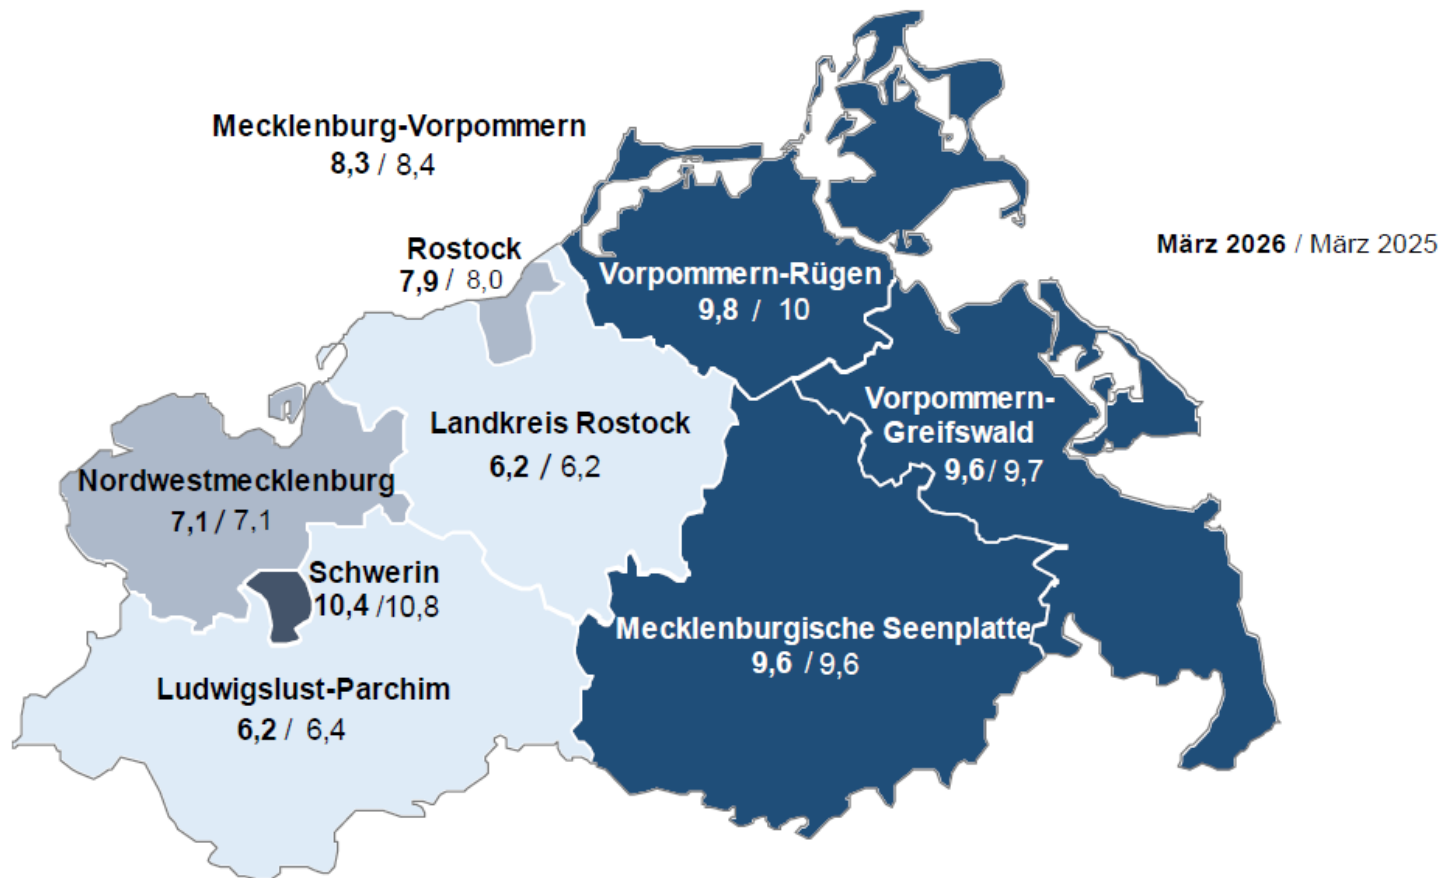 Mecklenburg-Vorpommern
8,3 / 8,4
Rostock
7,9 / 8,0
März 2026 / März 2025
Vorpommern-Rügen
9,8 / 10
Vorpommern-
Greifswald
9,6 / 9,7
Landkreis Rostock
6,2 / 6,2
Nordwestmecklenburg
7,1 / 7,1
Schwerin
10,4 /10,8
Mecklenburgische Seenplatte
9,6 / 9,6
Ludwigslust-Parchim
6,2 / 6,4